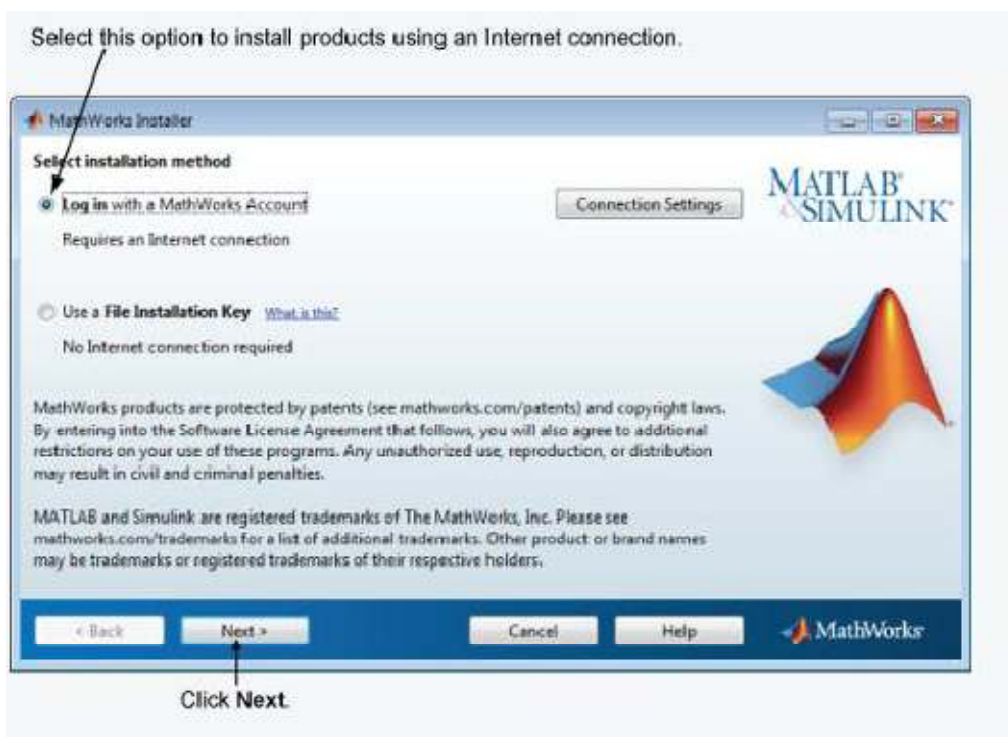 Select this option to install products using an Internet connection.
MathWorks Installer
Select installation method
Log in with a MathWorks Account
Connection Settings
MATLAB®
&SIMULINK®
Requires an Internet connection
Use a File Installation Key What is this?
No Internet connection required
MathWorks products are protected by patents (see mathworks.com/patents) and copyright laws.
By entering into the Software License Agreement that follows, you will also agree to additional
restrictions on your use of these programs. Any unauthorized use, reproduction, or distribution
may result in civil and criminal penalties.
MATLAB and Simulink are registered trademarks of The MathWorks, Inc. Please see
mathworks.com/trademarks for a list of additional trademarks. Other product or brand names
may be trademarks or registered trademarks of their respective holders.
< Back
Next >
Cancel
Help
MathWorks®
Click Next.